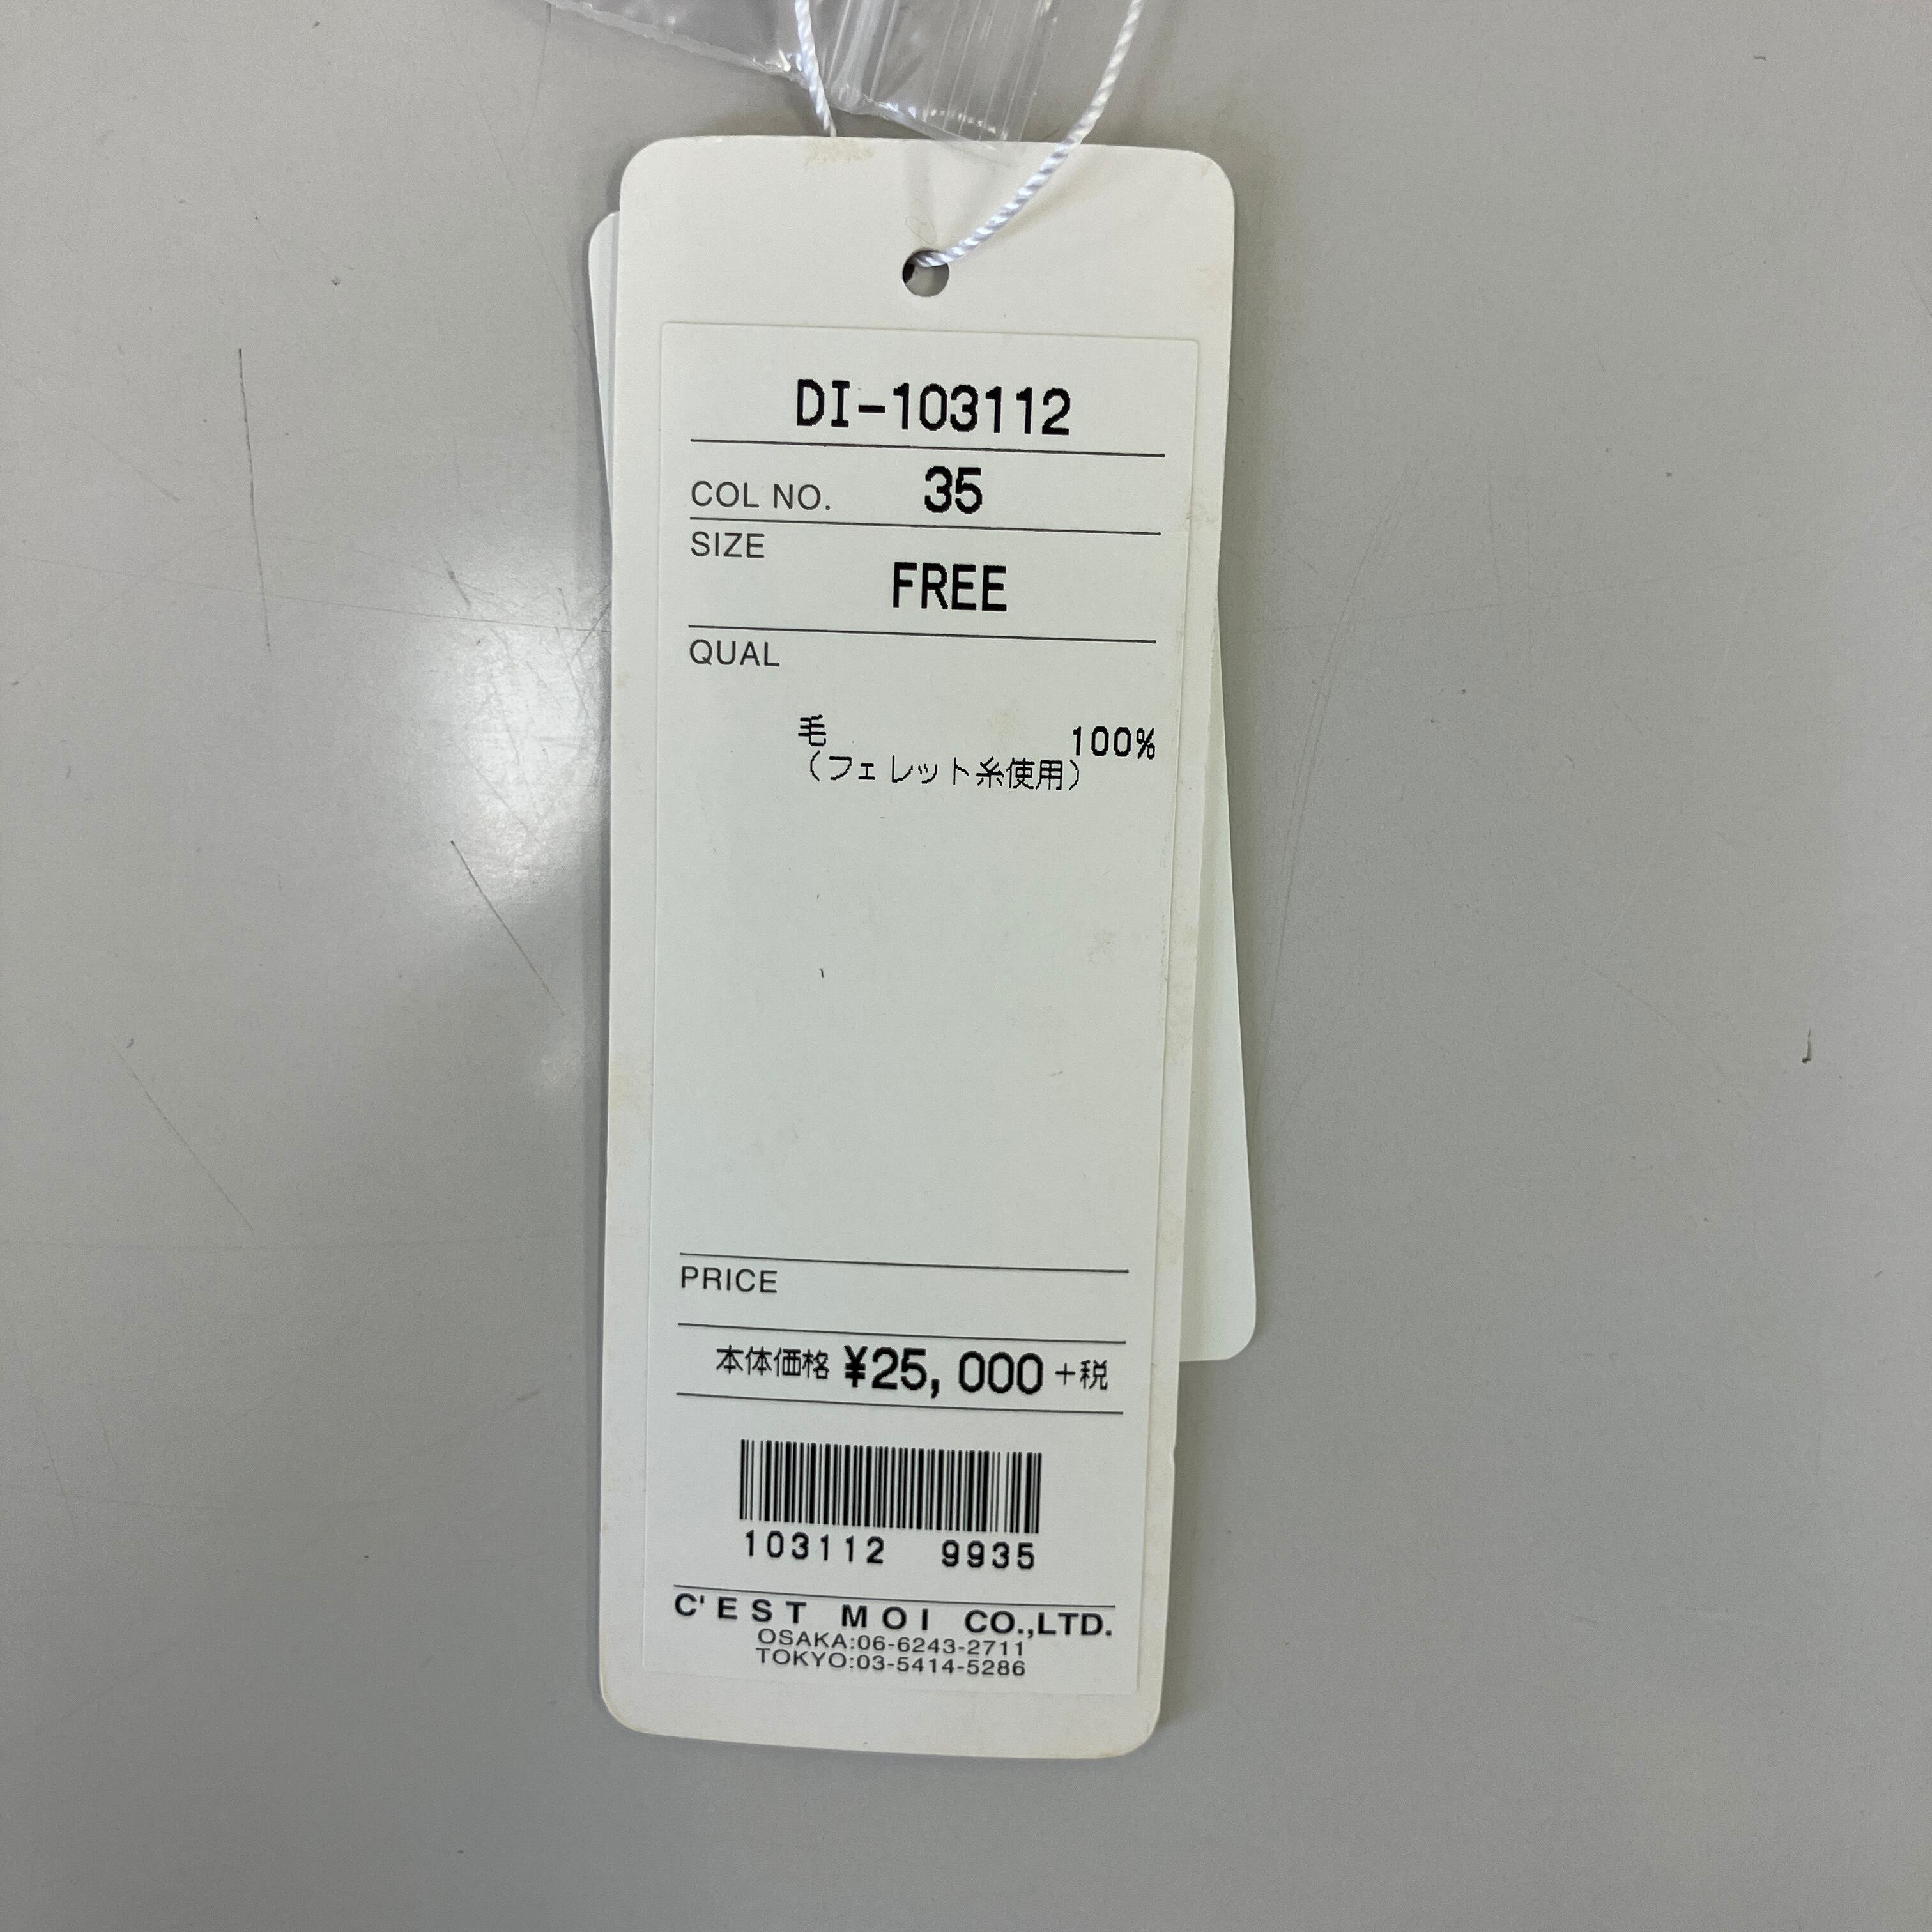 DI-103112
COL NO. 35
SIZE
FREE
QUAL
毛 100%
(フェレット糸使用)
PRICE
本体価格 ¥25,000+税
103112 9935
C'EST MOI CO.,LTD.
OSAKA:06-6243-2711
TOKYO:03-5414-5286